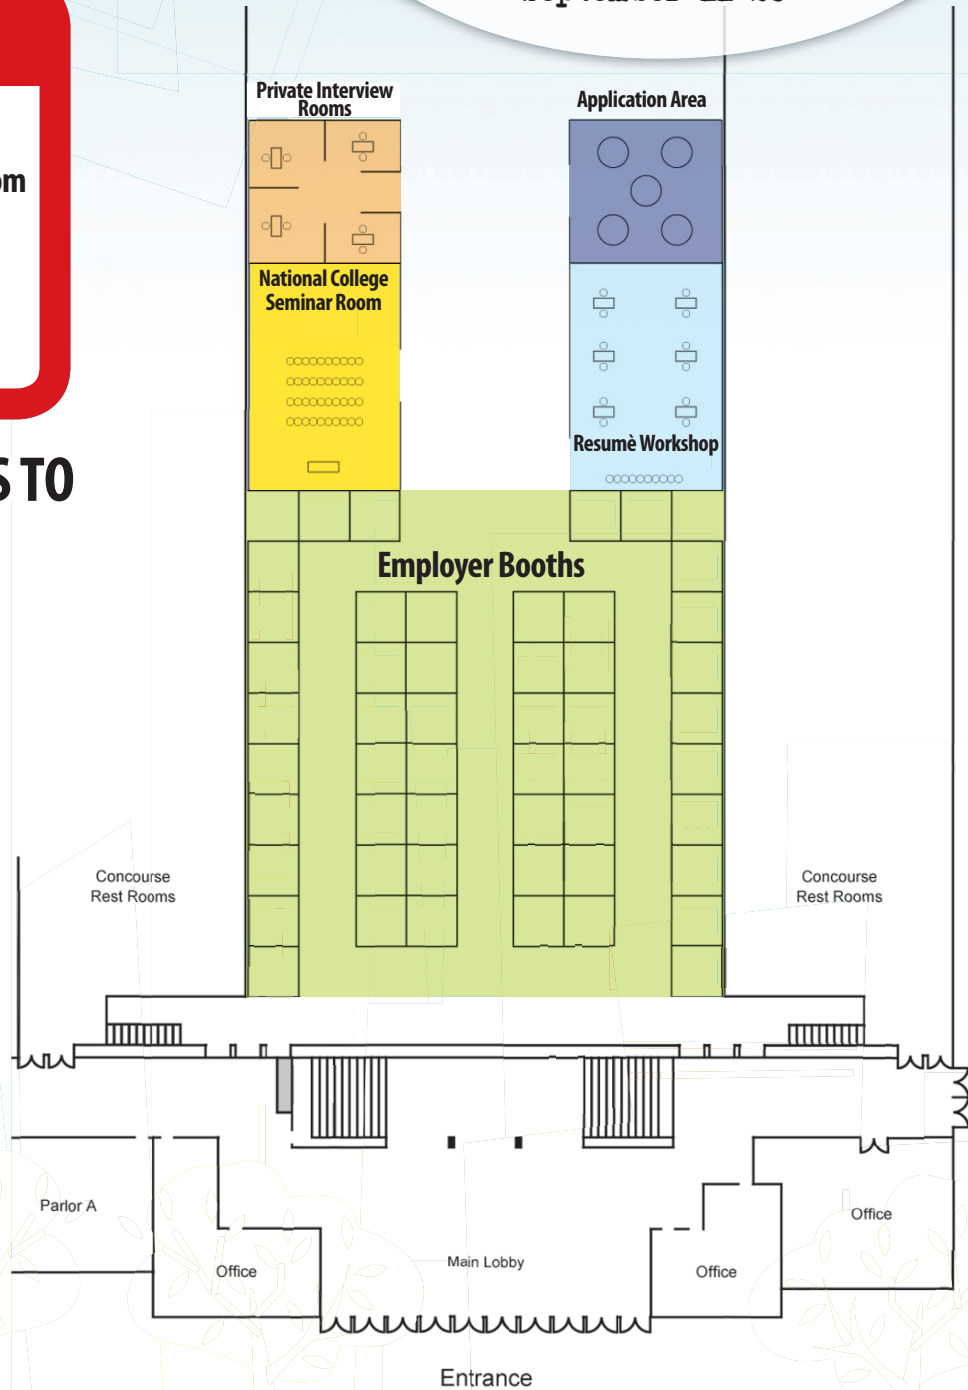 Private Interview
Rooms
Application Area
National College
Seminar Room
Resumè Workshop
Employer Booths
S TO
Concourse
Rest Rooms
Concourse
Rest Rooms
Parlor A
Office
Main Lobby
Office
Office
Entrance